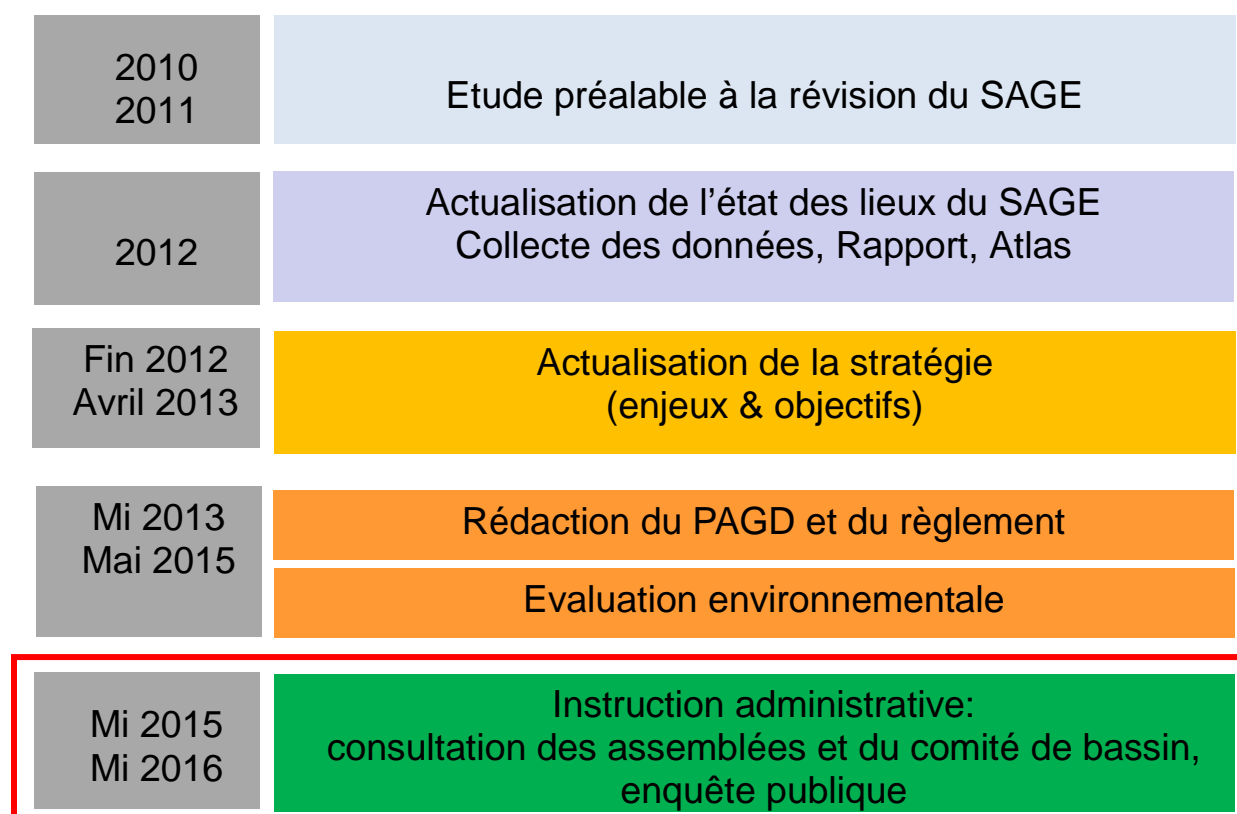 2010
2011
Etude préalable à la révision du SAGE
2012
Actualisation de l'état des lieux du SAGE
Collecte des données, Rapport, Atlas
Fin 2012
Avril 2013
Actualisation de la stratégie
(enjeux & objectifs)
Mi 2013
Mai 2015
Rédaction du PAGD et du règlement
Evaluation environnementale
Mi 2015
Mi 2016
Instruction administrative:
consultation des assemblées et du comité de bassin,
enquête publique